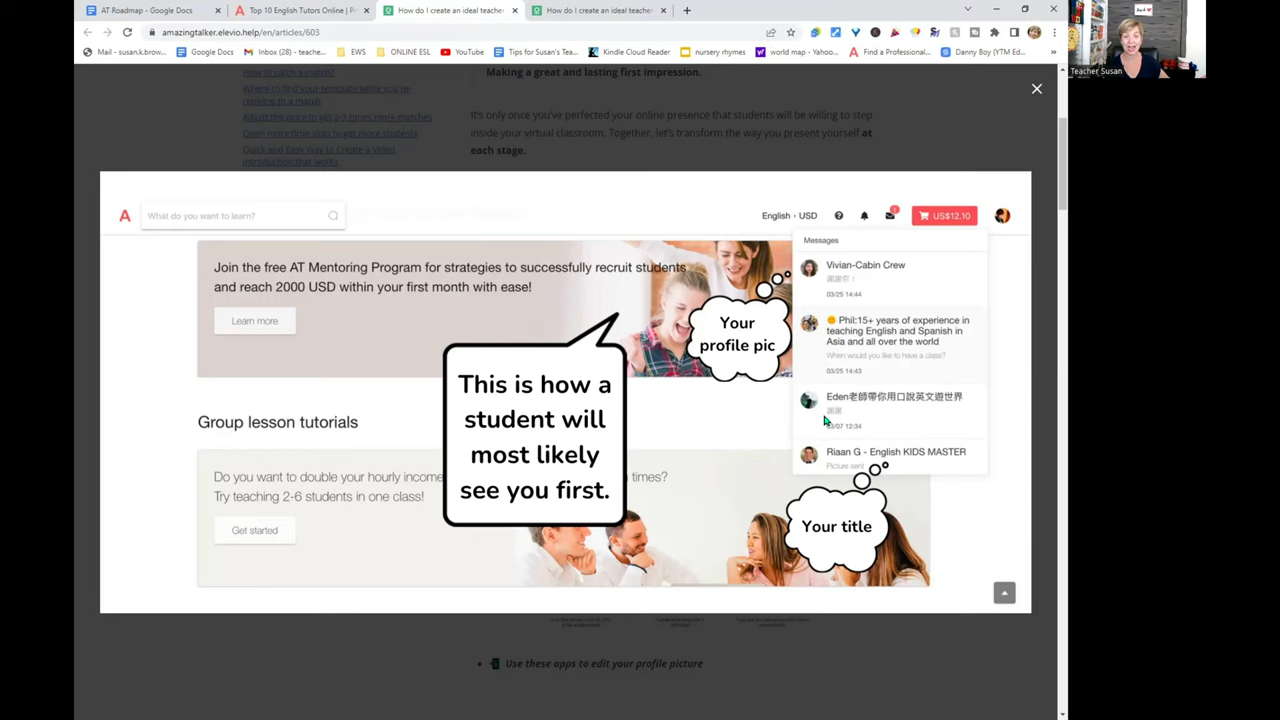 AT Roadmap - Google Docs
Top 10 English Tutors Online | Pr
How do I create an ideal teacher
How do I create an ideal teacher
amazingtalker.elevio.help/en/articles/603
Mail - susan.k.brow...
Google Docs
Inbox (28) - teache...
EWS
ONLINE ESL
YouTube
Tips for Susan's Tea...
Kindle Cloud Reader
nursery rhymes
world map - Yahoo...
Find a Professional...
Danny Boy (YTM Ed...
Teacher Susan
How to catch a match?
Where to find your template while you're
replying to a match
Adjust the price to get 2-3 times more matches
Open more time slots to get more students
Quick and Easy Way to Create a Video
introduction that works
Making a great and lasting first impression.
It's only once you've perfected your online presence that students will be willing to step
inside your virtual classroom. Together, let's transform the way you present yourself at
each stage.
A
What do you want to learn?
English · USD
US$12.10
Join the free AT Mentoring Program for strategies to successfully recruit students
and reach 2000 USD within your first month with ease!
Learn more
Your
profile pic
This is how a
student will
most likely
see you first.
Messages
Vivian-Cabin Crew
謝謝你！
03/25 14:44
Phil:15+ years of experience in
teaching English and Spanish in
Asia and all over the world
When would you like to have a class?
03/25 14:43
Eden老師帶你用口說英文遊世界
謝謝
03/07 12:34
Riaan G - English KIDS MASTER
Picture sent
Group lesson tutorials
Do you want to double your hourly income
n times?
Try teaching 2-6 students in one class!
Get started
Your title
Use these apps to edit your profile picture